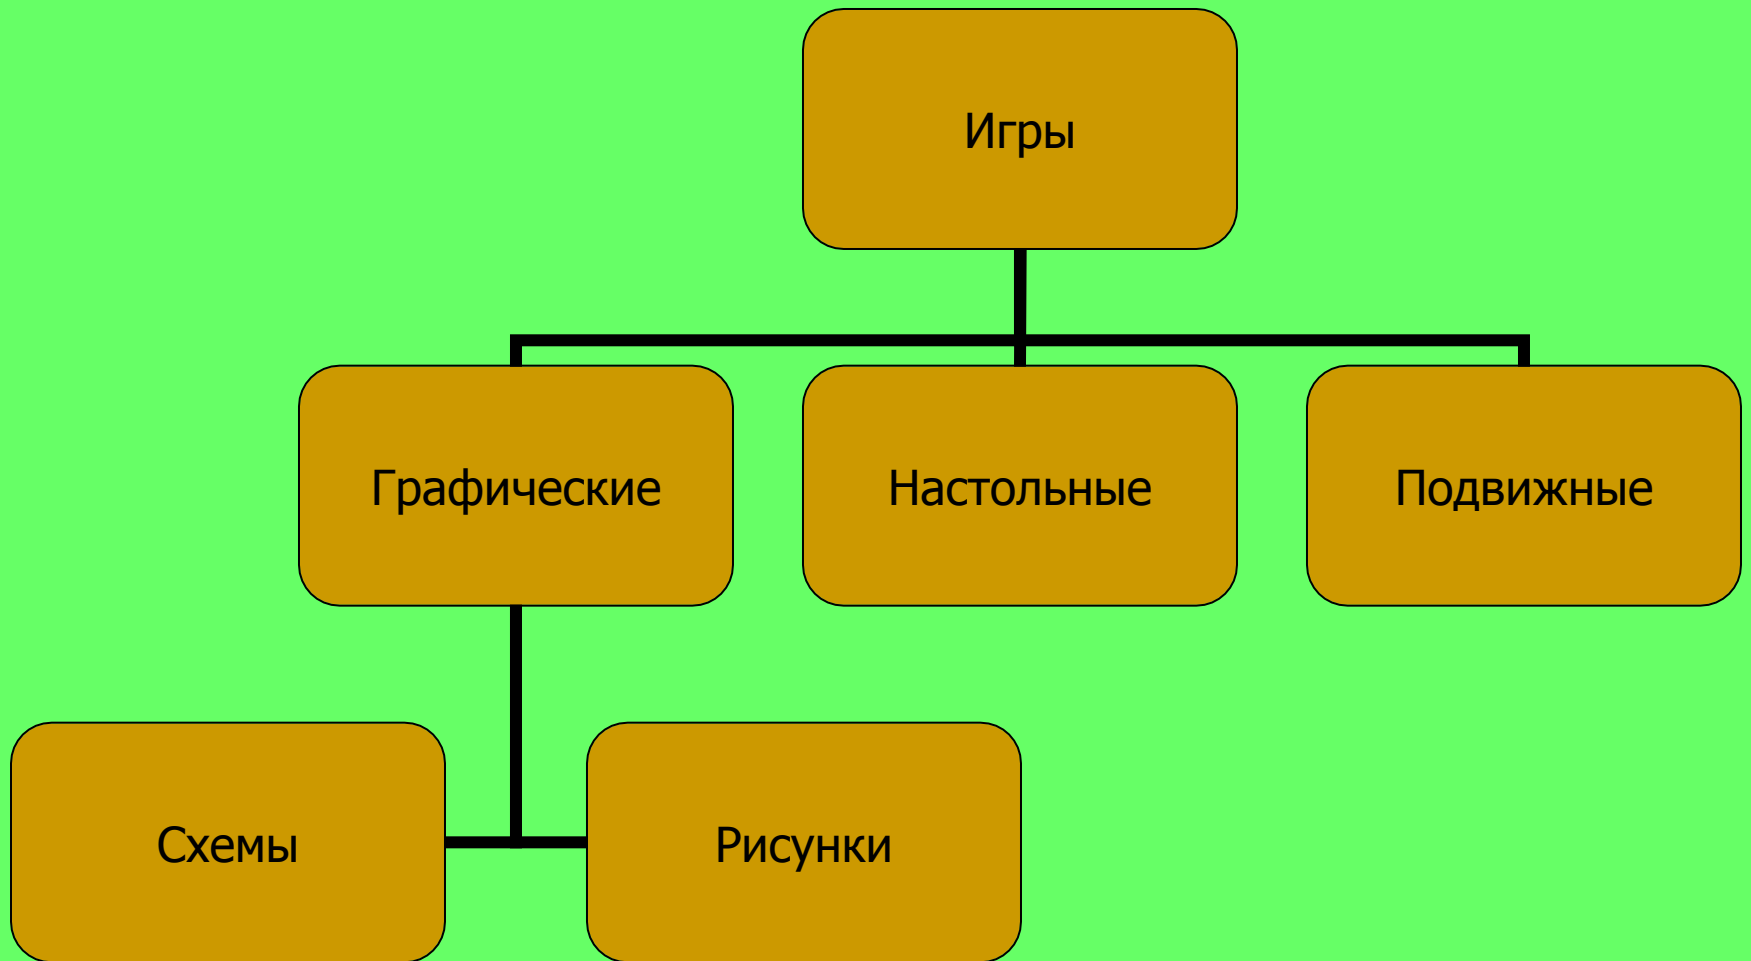 Игры
Графические
Настольные
Подвижные
Схемы
Рисунки